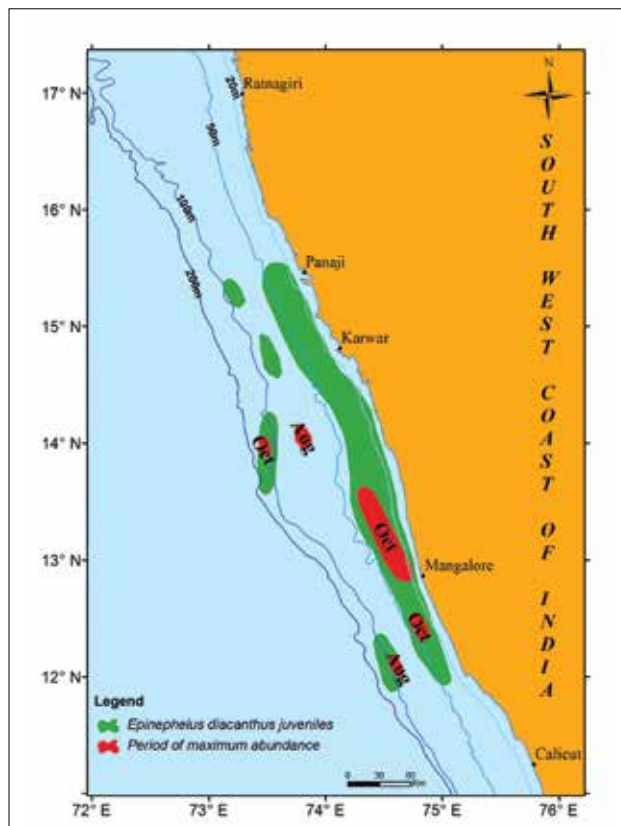 N
SOUTH WEST COAST OF INDIA
17° N
16° N
15° N
14° N
13° N
12° N
Ratnagiri
Panaji
Karwar
Mangalore
Calicut
20m
50m
100m
200m
Oct
Aug
Oct
Oct
Aug
Legend
Epinephelus diacanthus juveniles
Period of maximum abundance
0
30
72° E
73° E
74° E
75° E
76° E